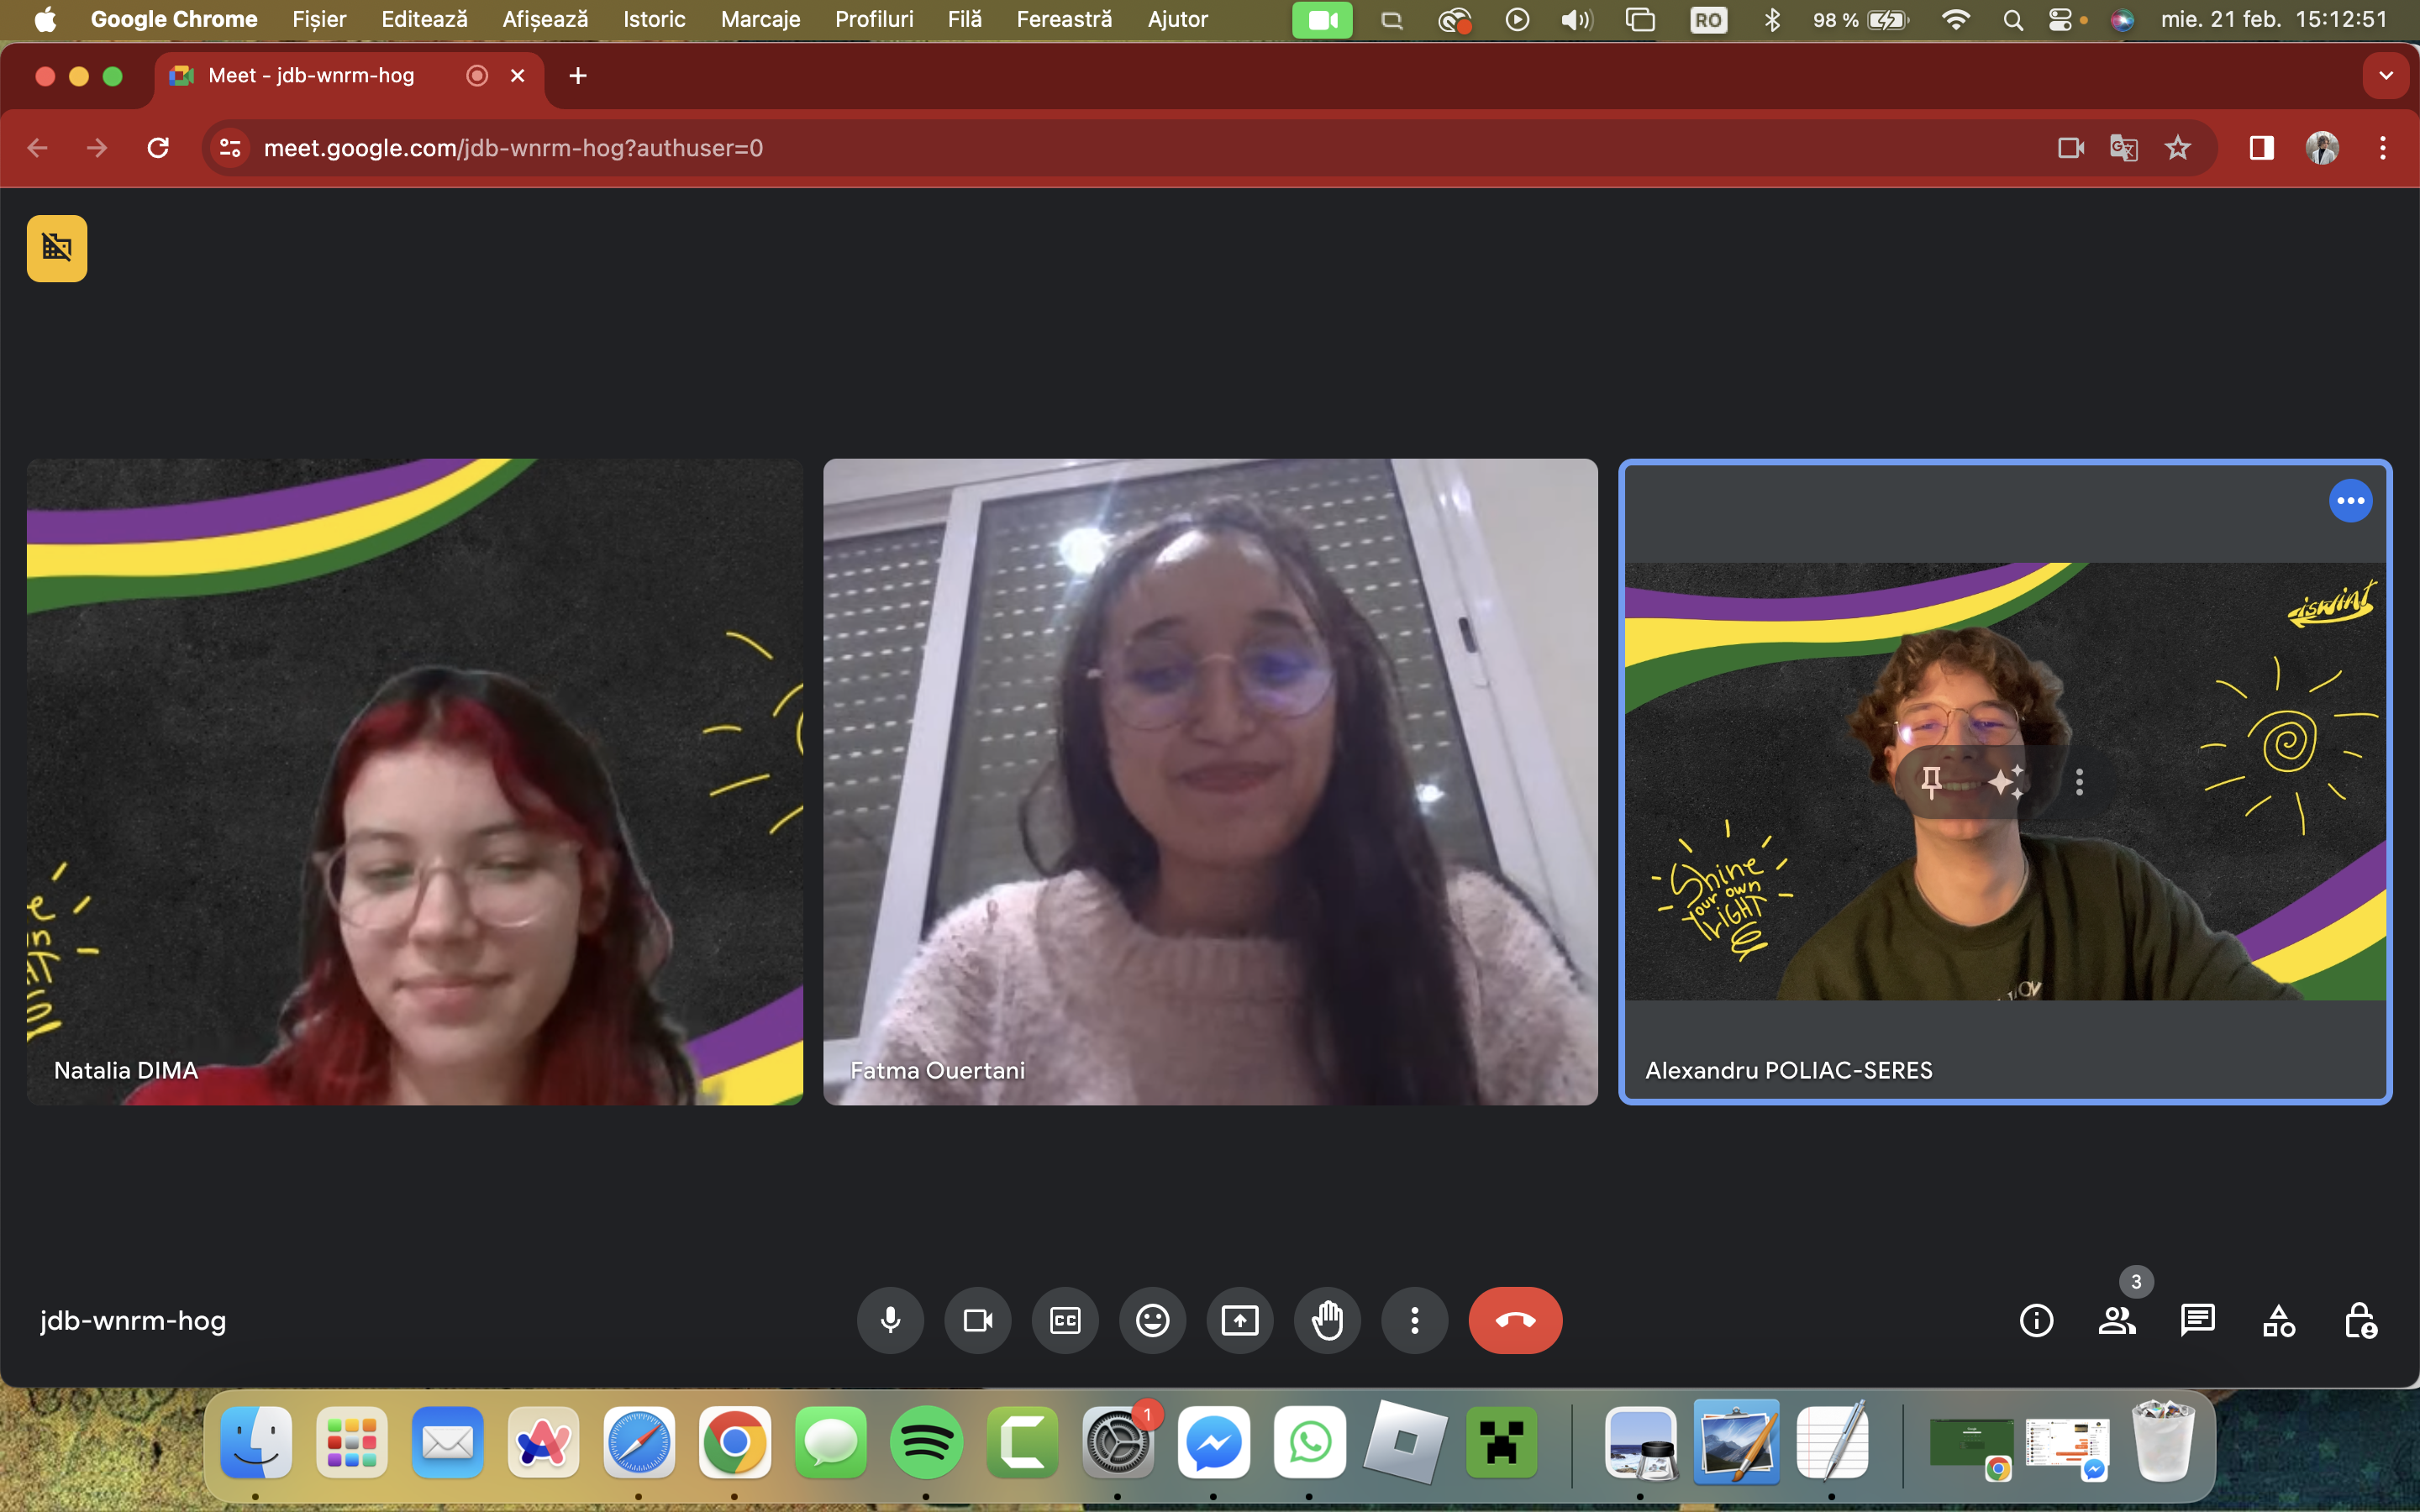 Google Chrome Fișier Editează Afișează Istoric Marcaje Profiluri Filă Fereastră Ajutor RO 98 % mie. 21 feb. 15:12:51
Meet - jdb-wnrm-hog
meet.google.com/jdb-wnrm-hog?authuser=0
iswint
Shine
your own
LIGHT
Natalia DIMA
Fatma Ouertani
Alexandru POLIAC-SERES
3
jdb-wnrm-hog
CC
1